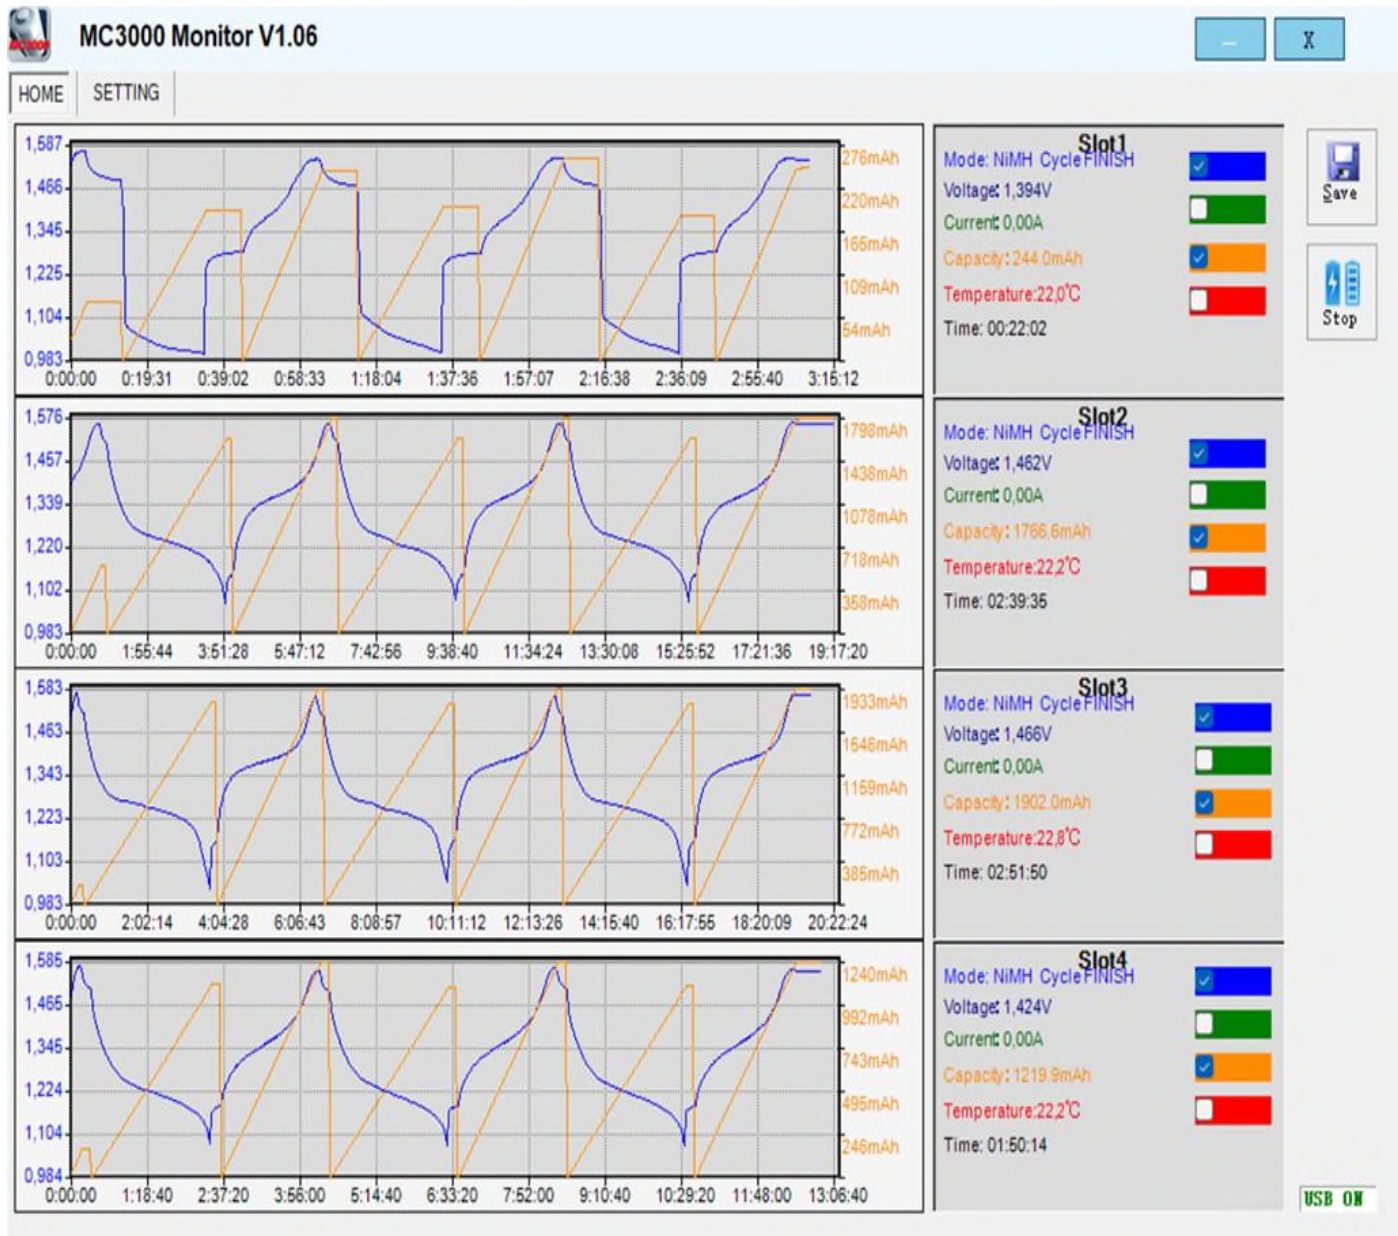 MC3000 Monitor V1.06
_ X
HOME SETTING
1,587
1,466
1,345
1,225
1,104
0,983
276mAh
220mAh
165mAh
109mAh
54mAh
0:00:00 0:19:31 0:39:02 0:58:33 1:18:04 1:37:36 1:57:07 2:16:38 2:36:09 2:55:40 3:15:12
Slot1
Mode: NiMH Cycle FINISH
Voltage: 1,394V
Current: 0,00A
Capacity: 244.0mAh
Temperature:22,0°C
Time: 00:22:02
Save
Stop
1,576
1,457
1,339
1,220
1,102
0,983
1798mAh
1438mAh
1078mAh
718mAh
358mAh
0:00:00 1:55:44 3:51:28 5:47:12 7:42:56 9:38:40 11:34:24 13:30:08 15:25:52 17:21:36 19:17:20
Slot2
Mode: NiMH Cycle FINISH
Voltage: 1,462V
Current: 0,00A
Capacity: 1766.6mAh
Temperature:22,2°C
Time: 02:39:35
1,583
1,463
1,343
1,223
1,103
0,983
1933mAh
1546mAh
1159mAh
772mAh
385mAh
0:00:00 2:02:14 4:04:28 6:06:43 8:08:57 10:11:12 12:13:26 14:15:40 16:17:55 18:20:09 20:22:24
Slot3
Mode: NiMH Cycle FINISH
Voltage: 1,466V
Current: 0,00A
Capacity: 1902.0mAh
Temperature:22,8°C
Time: 02:51:50
1,585
1,465
1,345
1,224
1,104
0,984
1240mAh
992mAh
743mAh
495mAh
246mAh
0:00:00 1:18:40 2:37:20 3:56:00 5:14:40 6:33:20 7:52:00 9:10:40 10:29:20 11:48:00 13:06:40
Slot4
Mode: NiMH Cycle FINISH
Voltage: 1,424V
Current: 0,00A
Capacity: 1219.9mAh
Temperature:22,2°C
Time: 01:50:14
USB ON